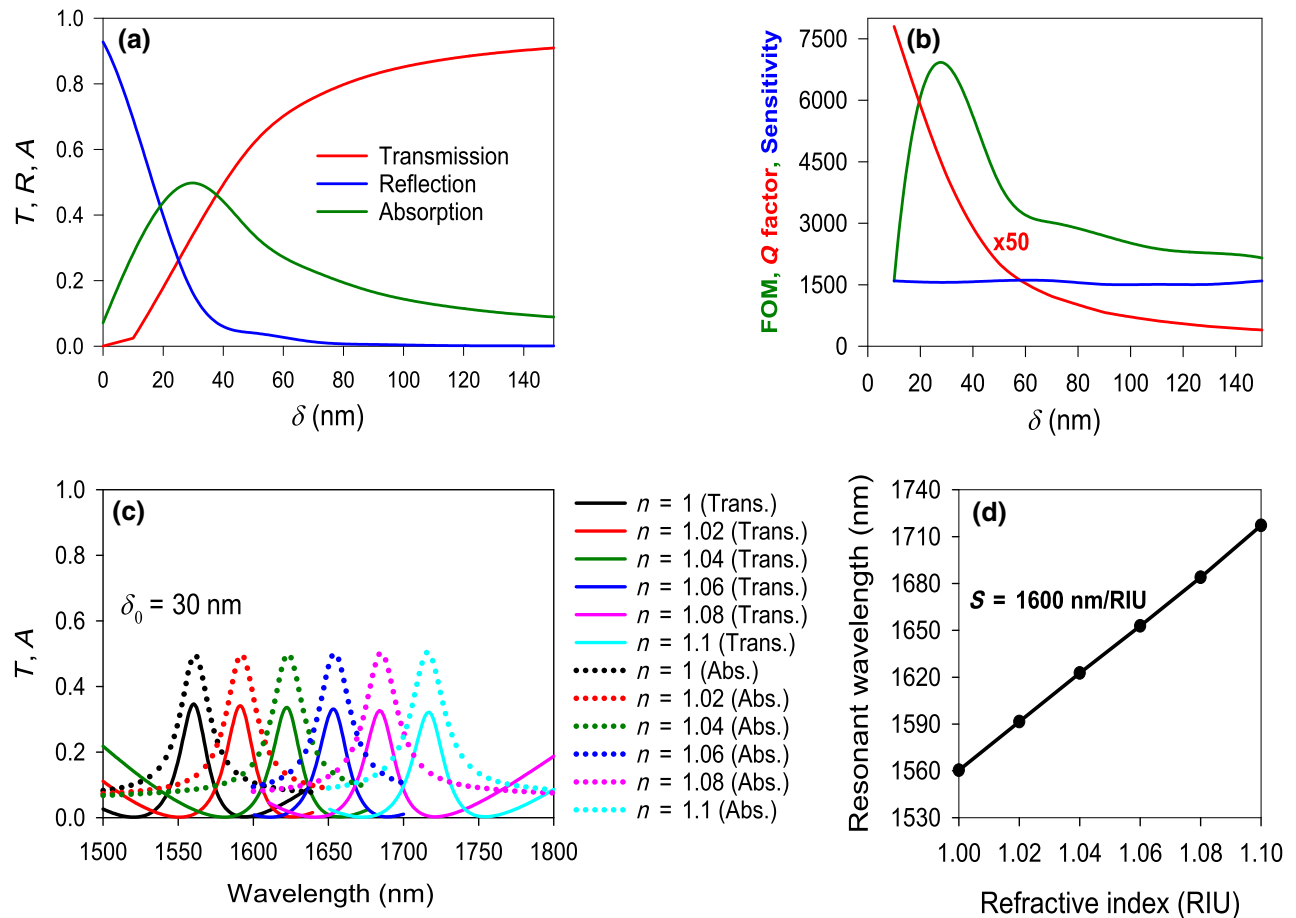 (a)
T, R, A
1.0
0.8
0.6
0.4
0.2
0.0
Transmission
Reflection
Absorption
0 20 40 60 80 100 120 140
δ (nm)
(b)
FOM, Q factor, Sensitivity
7500
6000
4500
3000
1500
0
x50
0 20 40 60 80 100 120 140
δ (nm)
(c)
T, A
1.0
0.8
0.6
0.4
0.2
0.0
δ0 = 30 nm
1500 1550 1600 1650 1700 1750 1800
Wavelength (nm)
n = 1 (Trans.)
n = 1.02 (Trans.)
n = 1.04 (Trans.)
n = 1.06 (Trans.)
n = 1.08 (Trans.)
n = 1.1 (Trans.)
n = 1 (Abs.)
n = 1.02 (Abs.)
n = 1.04 (Abs.)
n = 1.06 (Abs.)
n = 1.08 (Abs.)
n = 1.1 (Abs.)
(d)
Resonant wavelength (nm)
1740
1710
1680
1650
1620
1590
1560
1530
S = 1600 nm/RIU
1.00 1.02 1.04 1.06 1.08 1.10
Refractive index (RIU)